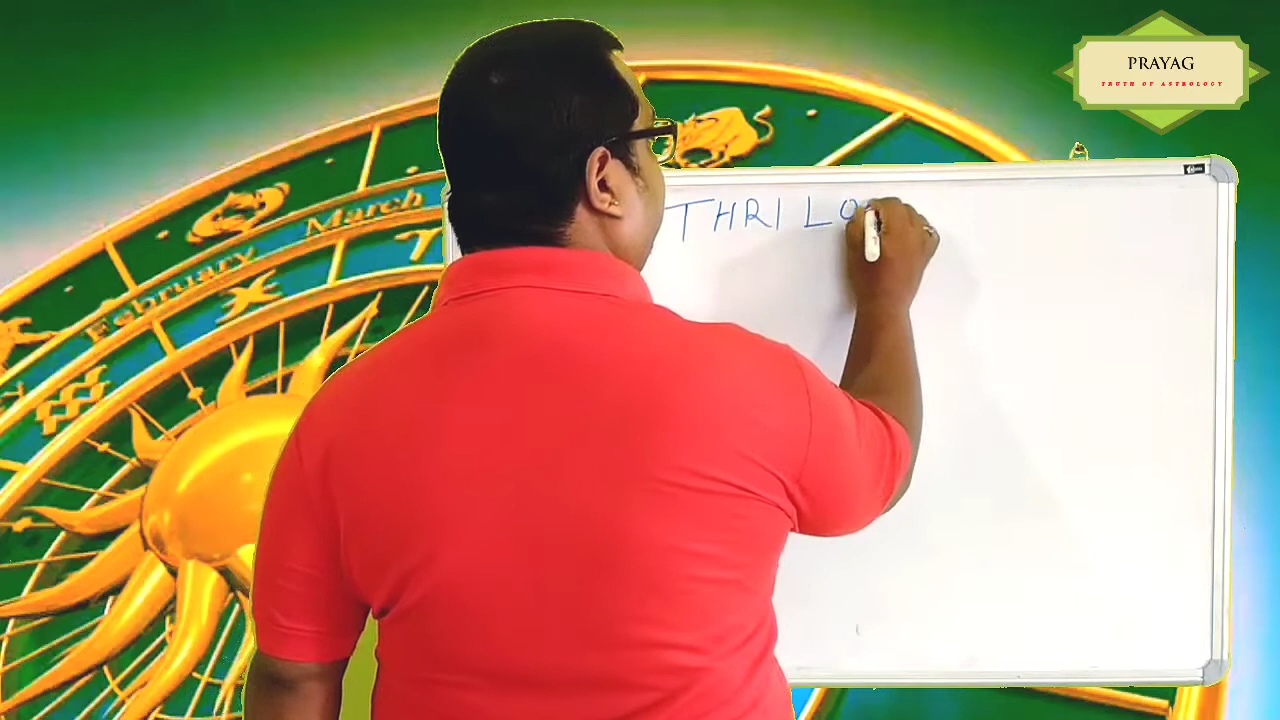 PRAYAG
TRUTH OF ASTROLOGY
March
February
THRI LO